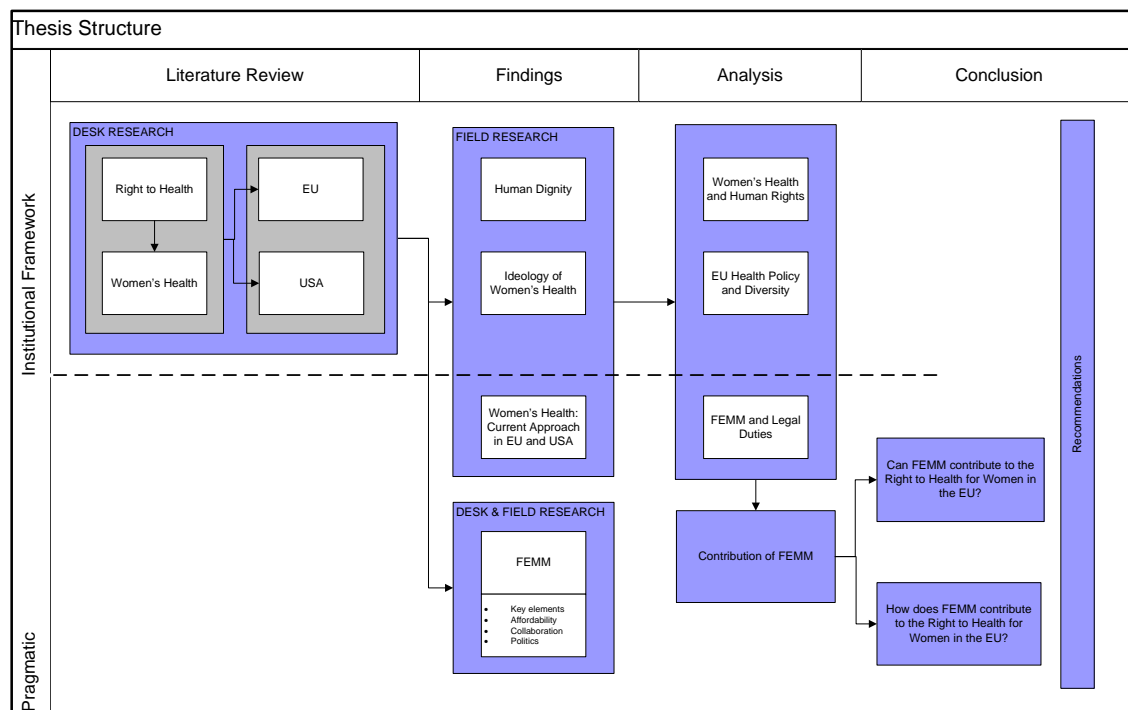 Thesis Structure
Literature Review
Findings
Analysis
Conclusion
Institutional Framework
Pragmatic
DESK RESEARCH
Right to Health
Women's Health
EU
USA
FIELD RESEARCH
Human Dignity
Ideology of
Women's Health
Women's Health:
Current Approach
in EU and USA
DESK & FIELD RESEARCH
FEMM
• Key elements
• Affordability
• Collaboration
• Politics
Women's Health
and Human Rights
EU Health Policy
and Diversity
FEMM and Legal
Duties
Contribution of FEMM
Can FEMM contribute to the
Right to Health for Women in
the EU?
How does FEMM contribute
to the Right to Health for
Women in the EU?
Recommendations